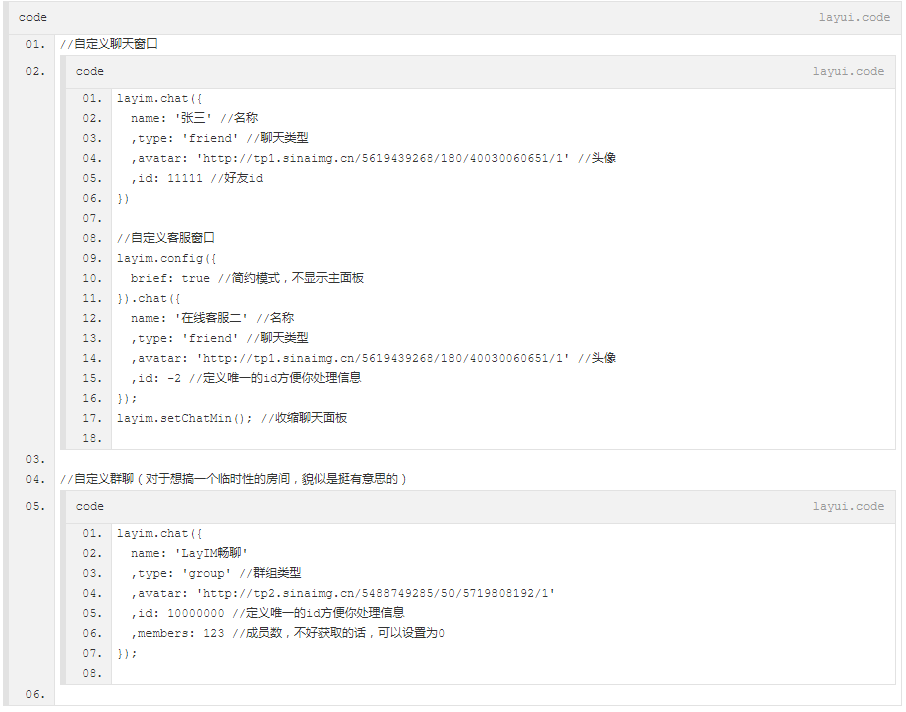 code layui.code
01. //自定义聊天窗口
02. code layui.code
01. layim.chat({
02.   name: '张三' //名称
03.   ,type: 'friend' //聊天类型
04.   ,avatar: 'http://tp1.sinaimg.cn/5619439268/180/40030060651/1' //头像
05.   ,id: 11111 //好友id
06. })
07.
08. //自定义客服窗口
09. layim.config({
10.   brief: true //简约模式，不显示主面板
11. }).chat({
12.   name: '在线客服二' //名称
13.   ,type: 'friend' //聊天类型
14.   ,avatar: 'http://tp1.sinaimg.cn/5619439268/180/40030060651/1' //头像
15.   ,id: -2 //定义唯一的id方便你处理信息
16. });
17. layim.setChatMin(); //收缩聊天面板
18.
03.
04. //自定义群聊（对于想搞一个临时性的房间，貌似是挺有意思的）
05. code layui.code
01. layim.chat({
02.   name: 'LayIM畅聊'
03.   ,type: 'group' //群组类型
04.   ,avatar: 'http://tp2.sinaimg.cn/5488749285/50/5719808192/1'
05.   ,id: 10000000 //定义唯一的id方便你处理信息
06.   ,members: 123 //成员数，不好获取的话，可以设置为0
07. });
08.
06.